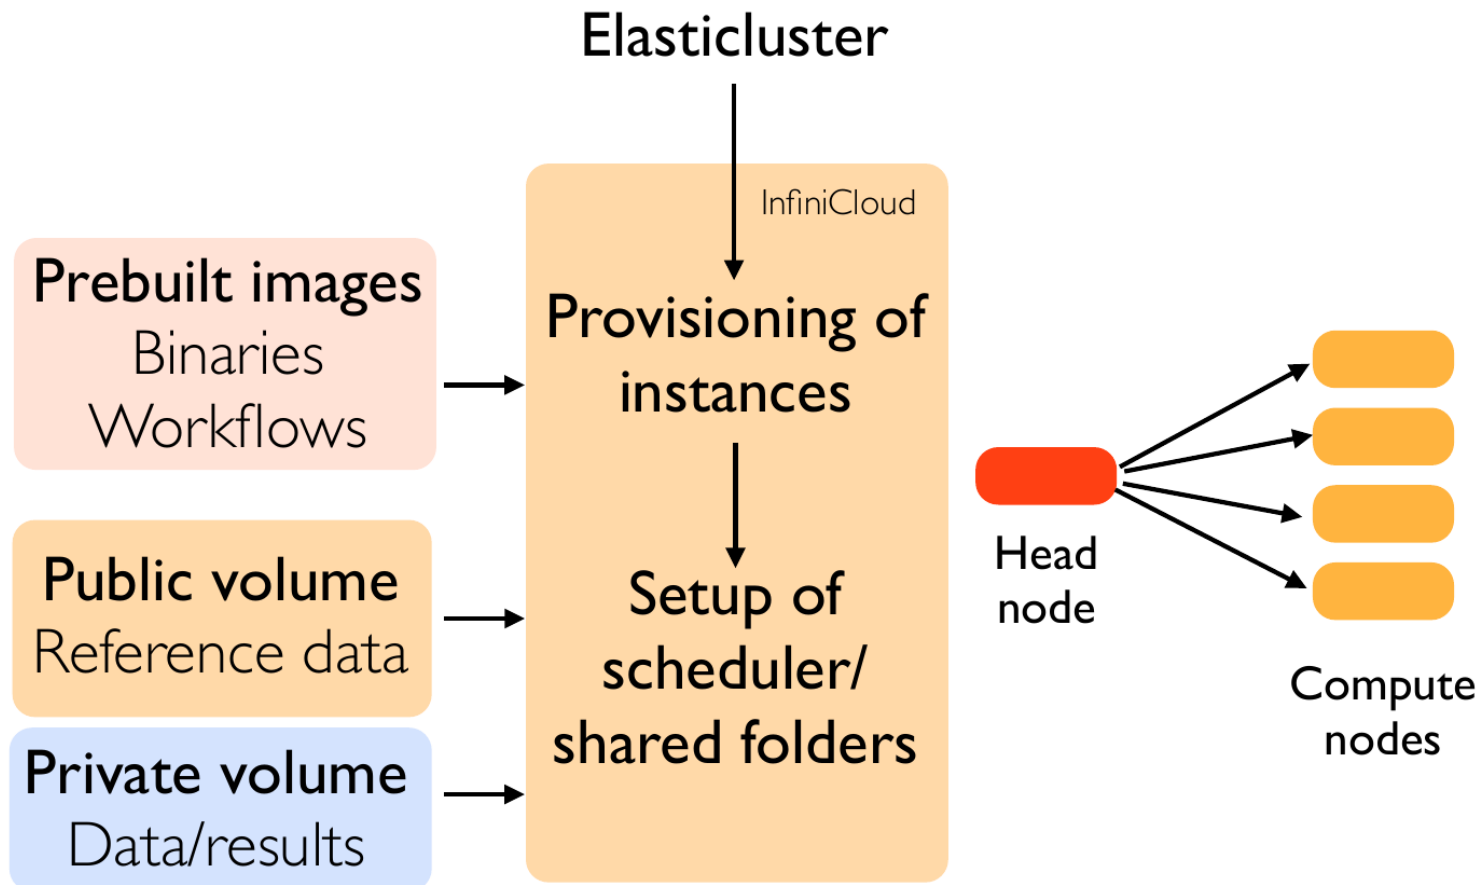 Elasticluster
InfiniCloud
Prebuilt images
Binaries
Workflows
Public volume
Reference data
Private volume
Data/results
Provisioning of
instances
Setup of
scheduler/
shared folders
Head
node
Compute
nodes